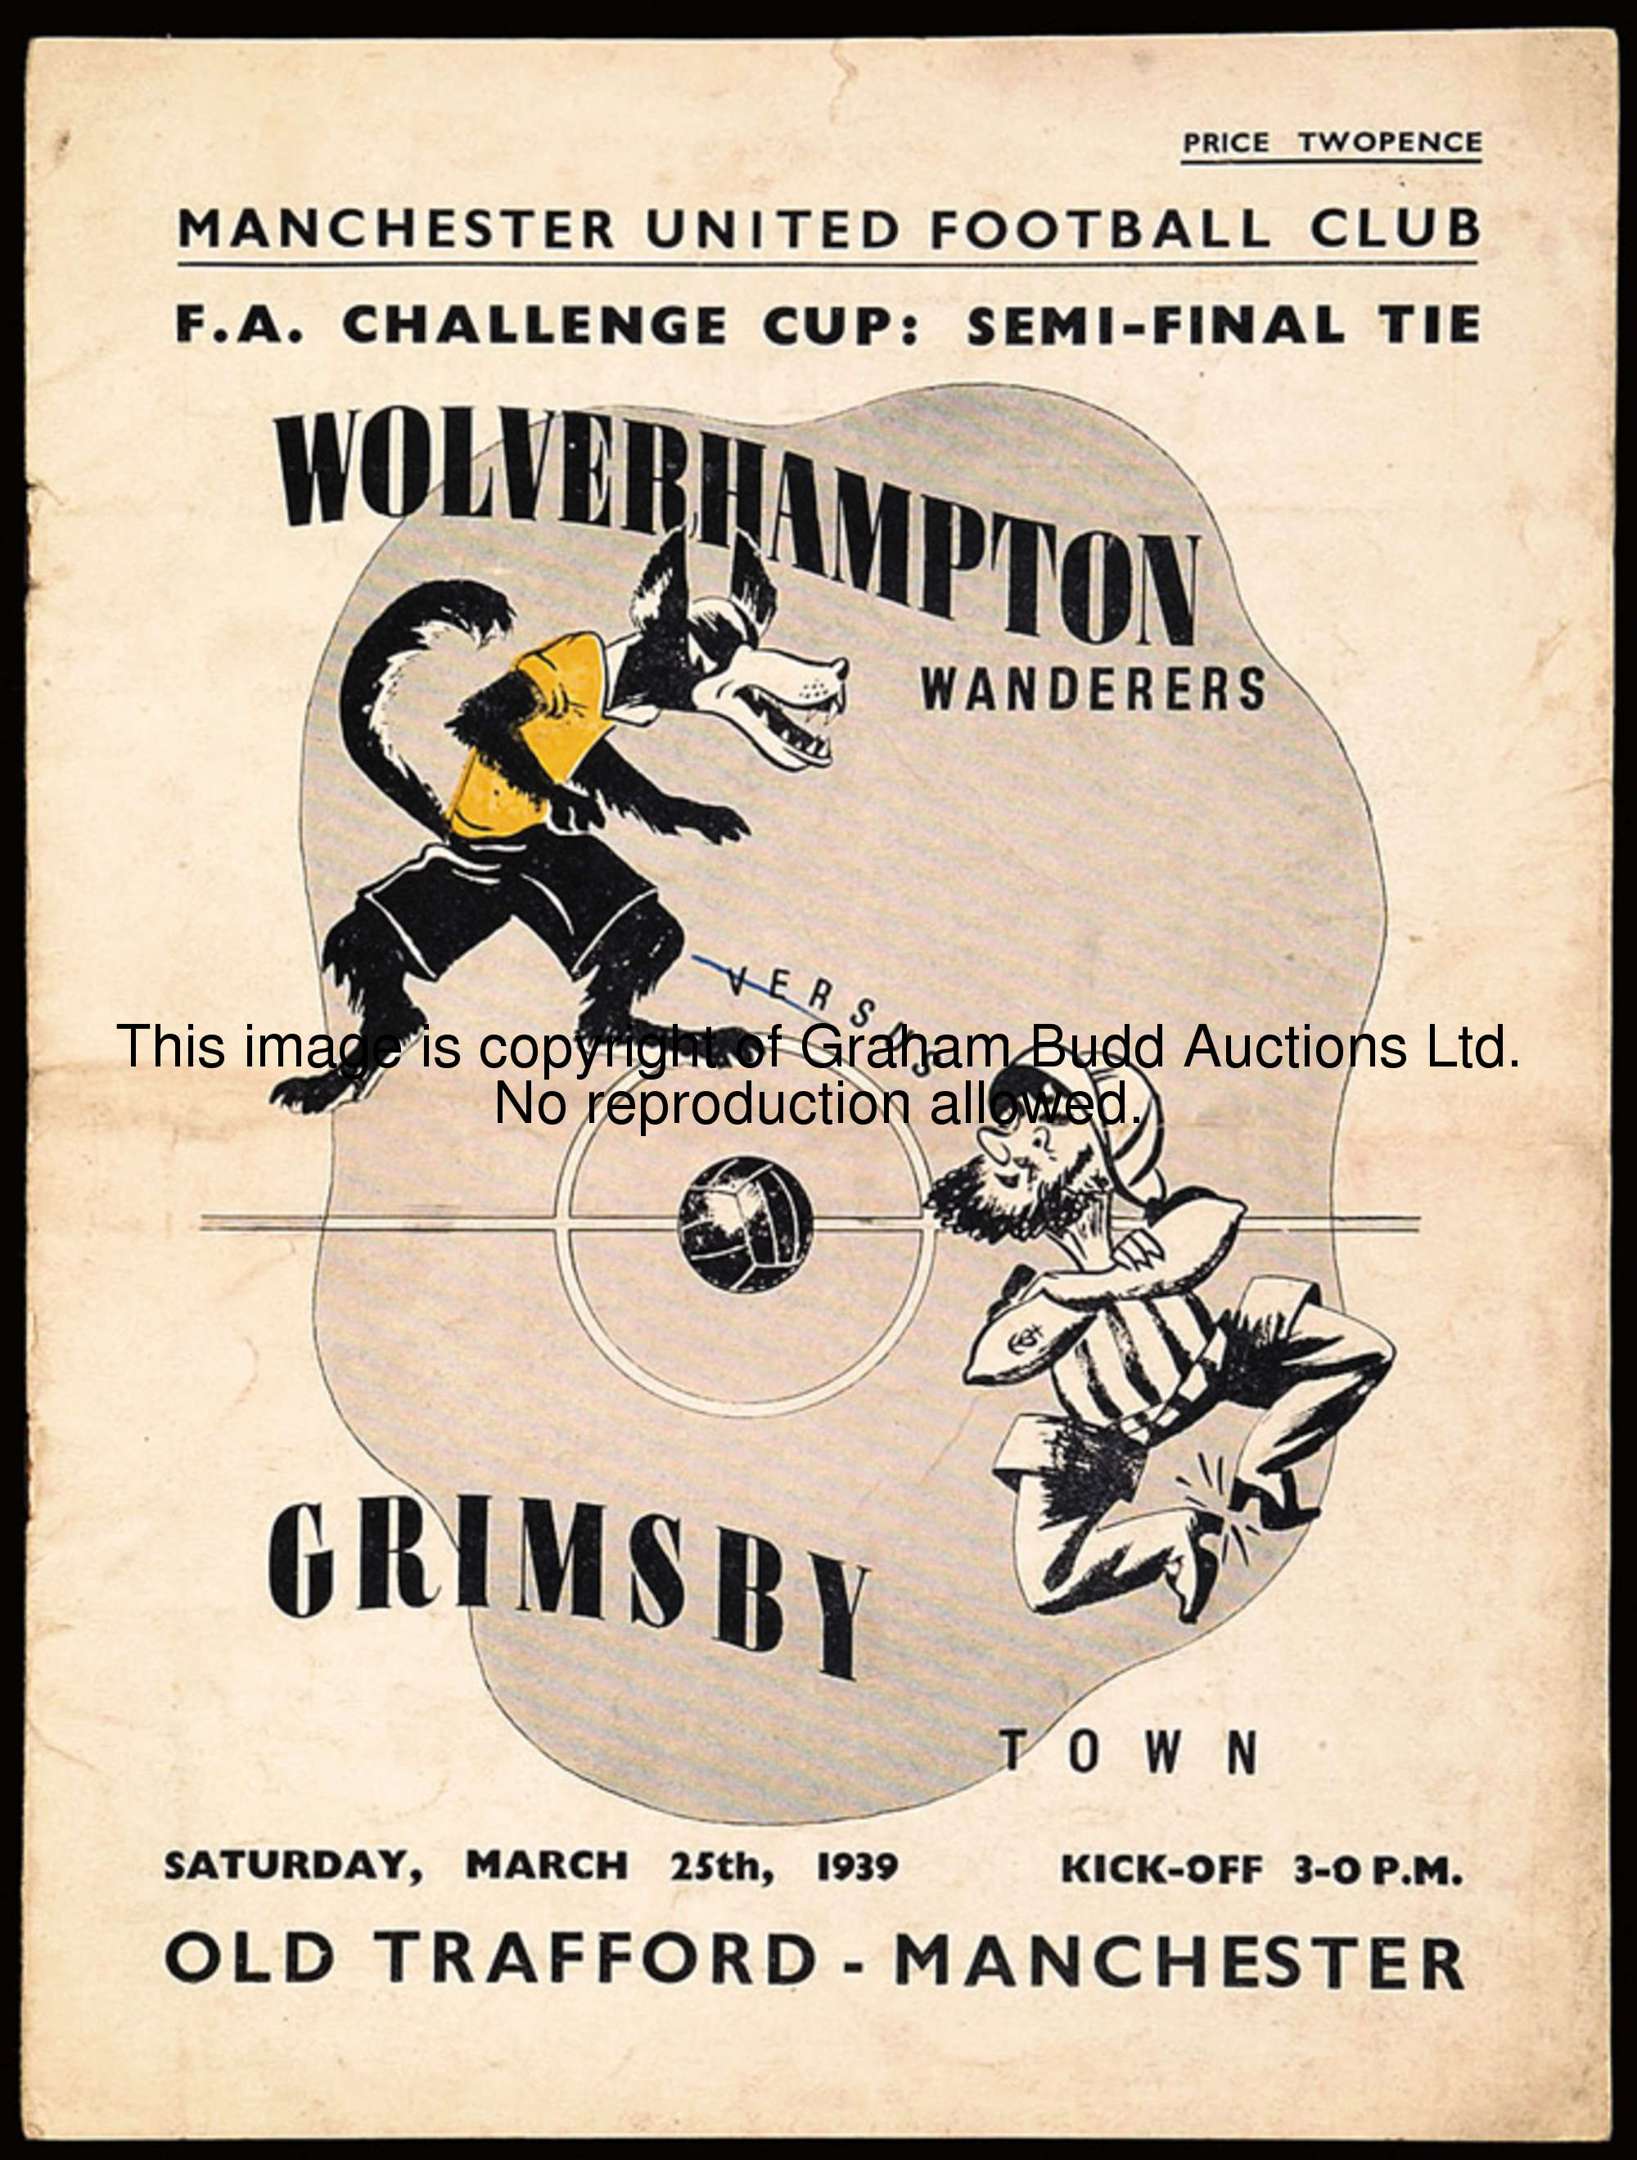 PRICE TWOPENCE
MANCHESTER UNITED FOOTBALL CLUB
F.A. CHALLENGE CUP: SEMI-FINAL TIE
WOLVERHAMPTON
WANDERERS
VERSUS
This image is copyright of Graham Budd Auctions Ltd.
No reproduction allowed.
GRIMSBY
TOWN
SATURDAY, MARCH 25th, 1939 KICK-OFF 3-0 P.M.
OLD TRAFFORD - MANCHESTER